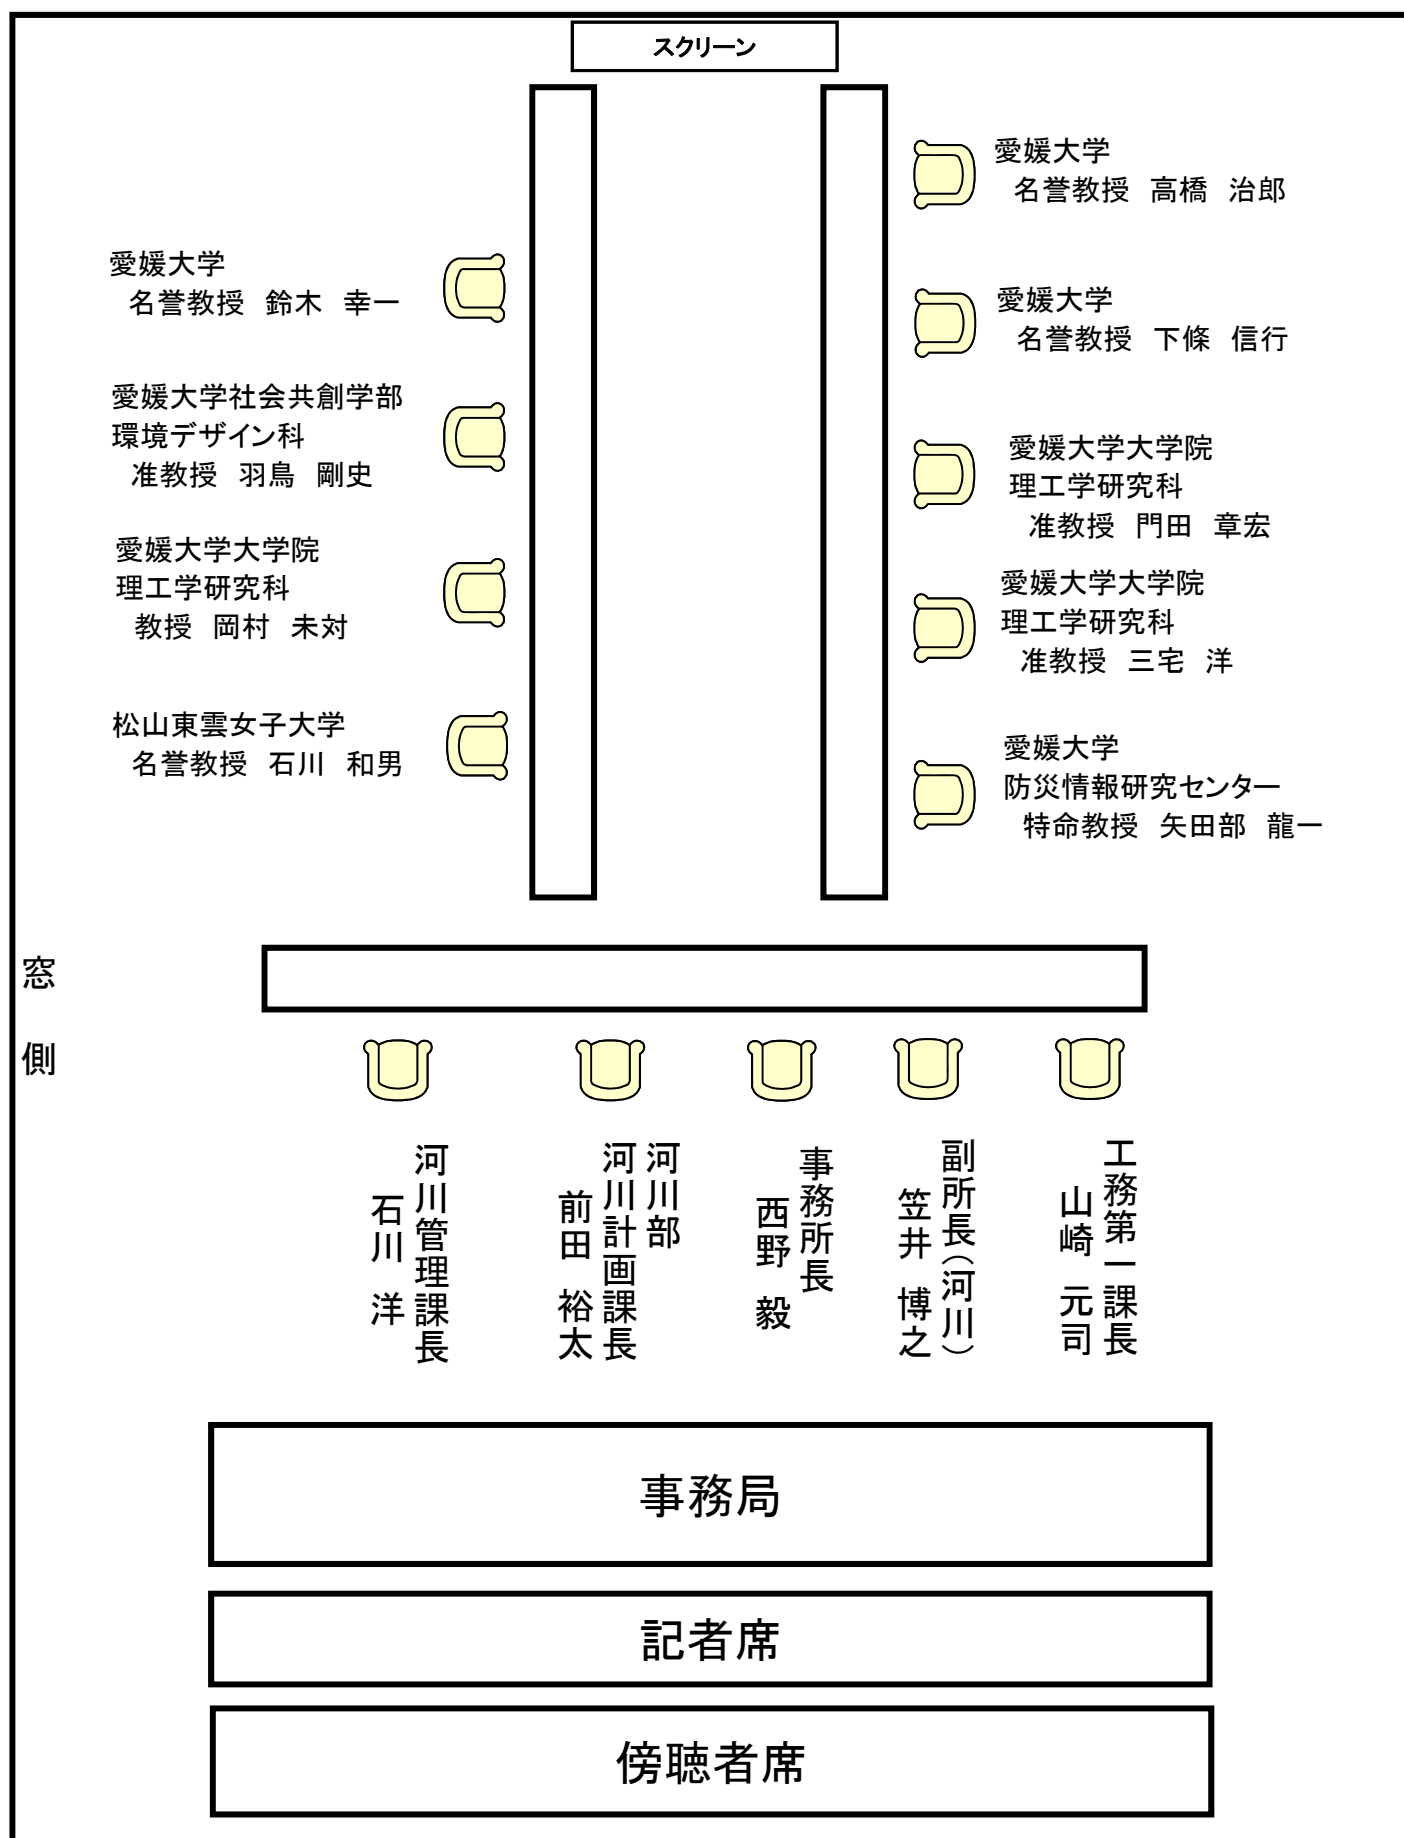 スクリーン
愛媛大学
名誉教授　鈴木　幸一
愛媛大学社会共創学部
環境デザイン科
准教授　羽鳥　剛史
愛媛大学大学院
理工学研究科
教授　岡村　未対
松山東雲女子大学
名誉教授　石川　和男
愛媛大学
名誉教授　高橋　治郎
愛媛大学
名誉教授　下條　信行
愛媛大学大学院
理工学研究科
准教授　門田　章宏
愛媛大学大学院
理工学研究科
准教授　三宅　洋
愛媛大学
防災情報研究センター
特命教授　矢田部　龍一
窓側
工務第一課長
山崎　元司
副所長（河川）
笠井　博之
事務所長
西野　毅
河川部
河川計画課長
前田　裕太
河川管理課長
石川　洋
事務局
記者席
傍聴者席